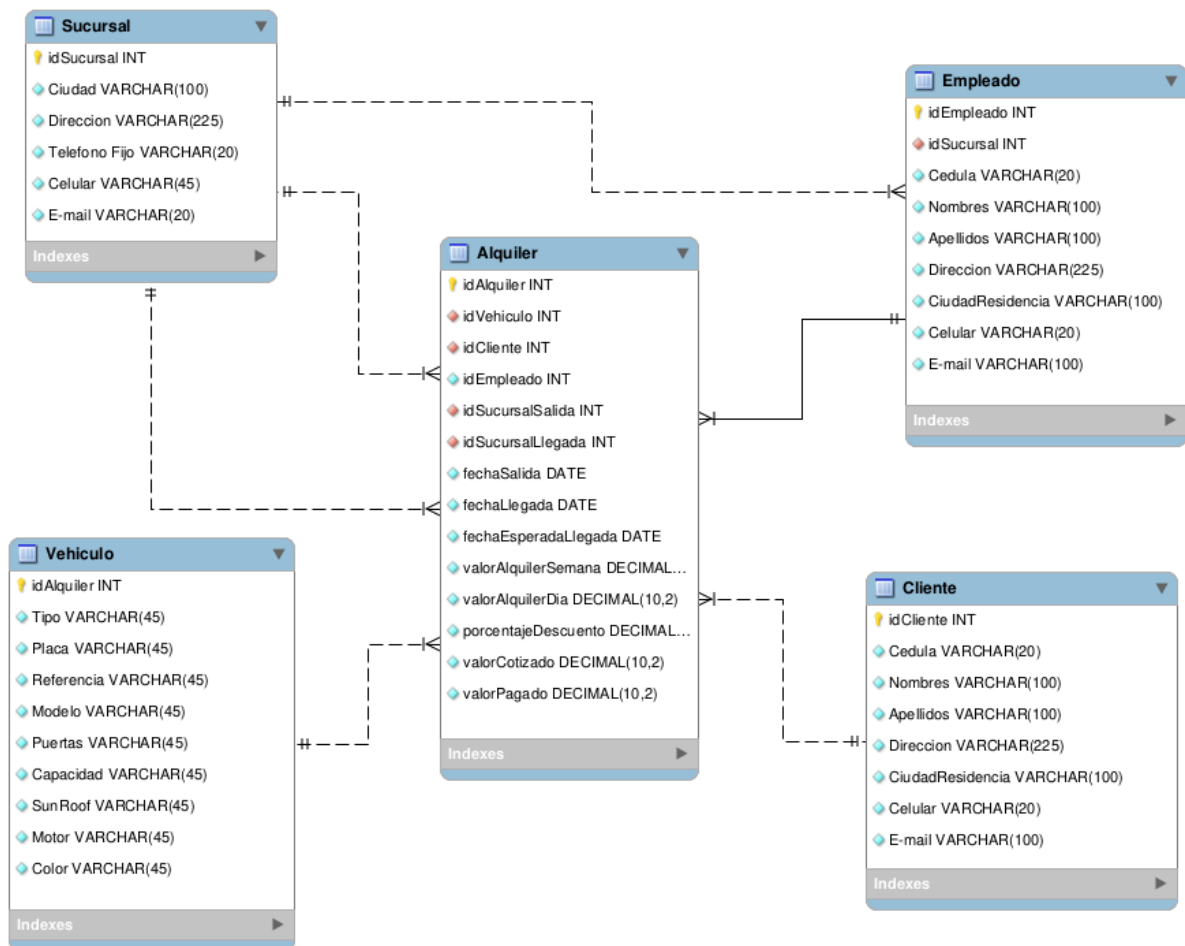 Sucursal
idSucursal INT
Ciudad VARCHAR(100)
Direccion VARCHAR(225)
Telefono Fijo VARCHAR(20)
Celular VARCHAR(45)
E-mail VARCHAR(20)
Indexes
Empleado
idEmpleado INT
idSucursal INT
Cedula VARCHAR(20)
Nombres VARCHAR(100)
Apellidos VARCHAR(100)
Direccion VARCHAR(225)
CiudadResidencia VARCHAR(100)
Celular VARCHAR(20)
E-mail VARCHAR(100)
Indexes
Alquiler
idAlquiler INT
idVehiculo INT
idCliente INT
idEmpleado INT
idSucursalSalida INT
idSucursalLlegada INT
fechaSalida DATE
fechaLlegada DATE
fechaEsperadaLlegada DATE
valorAlquilerSemana DECIMAL...
valorAlquilerDia DECIMAL(10,2)
porcentajeDescuento DECIMAL...
valorCotizado DECIMAL(10,2)
valorPagado DECIMAL(10,2)
Indexes
Vehiculo
idAlquiler INT
Tipo VARCHAR(45)
Placa VARCHAR(45)
Referencia VARCHAR(45)
Modelo VARCHAR(45)
Puertas VARCHAR(45)
Capacidad VARCHAR(45)
SunRoof VARCHAR(45)
Motor VARCHAR(45)
Color VARCHAR(45)
Indexes
Cliente
idCliente INT
Cedula VARCHAR(20)
Nombres VARCHAR(100)
Apellidos VARCHAR(100)
Direccion VARCHAR(225)
CiudadResidencia VARCHAR(100)
Celular VARCHAR(20)
E-mail VARCHAR(100)
Indexes